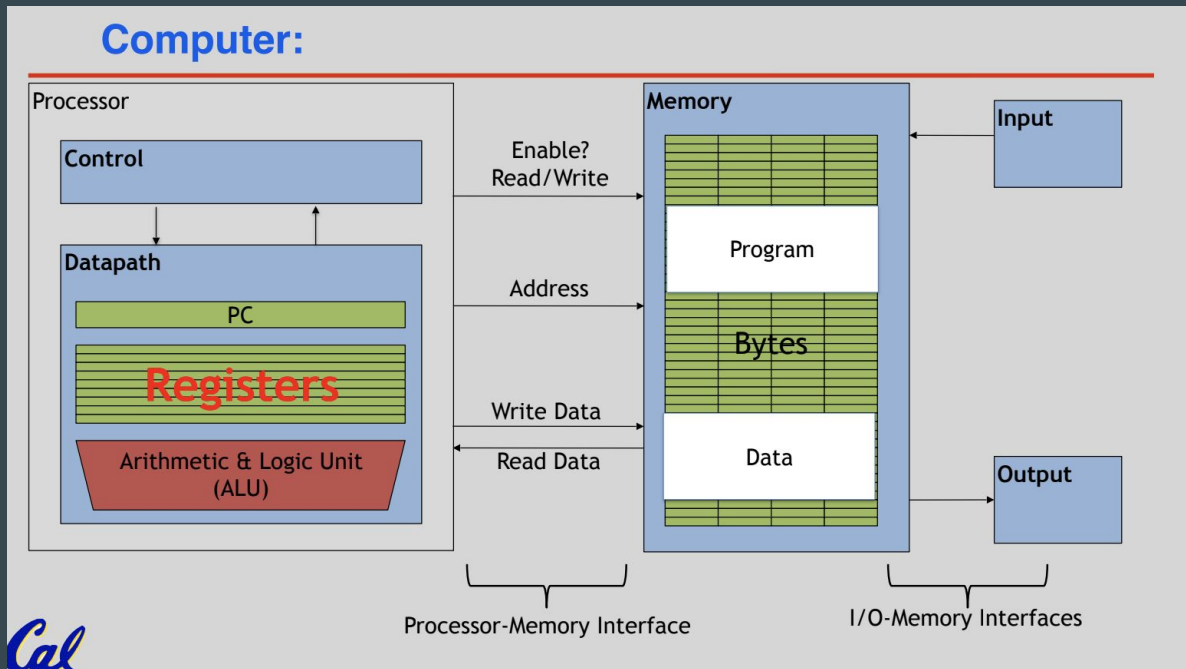 Computer:
Processor
Control
Datapath
PC
Registers
Arithmetic & Logic Unit
(ALU)
Enable?
Read/Write
Address
Write Data
Read Data
Memory
Program
Bytes
Data
Input
Output
Processor-Memory Interface
I/O-Memory Interfaces
Cal